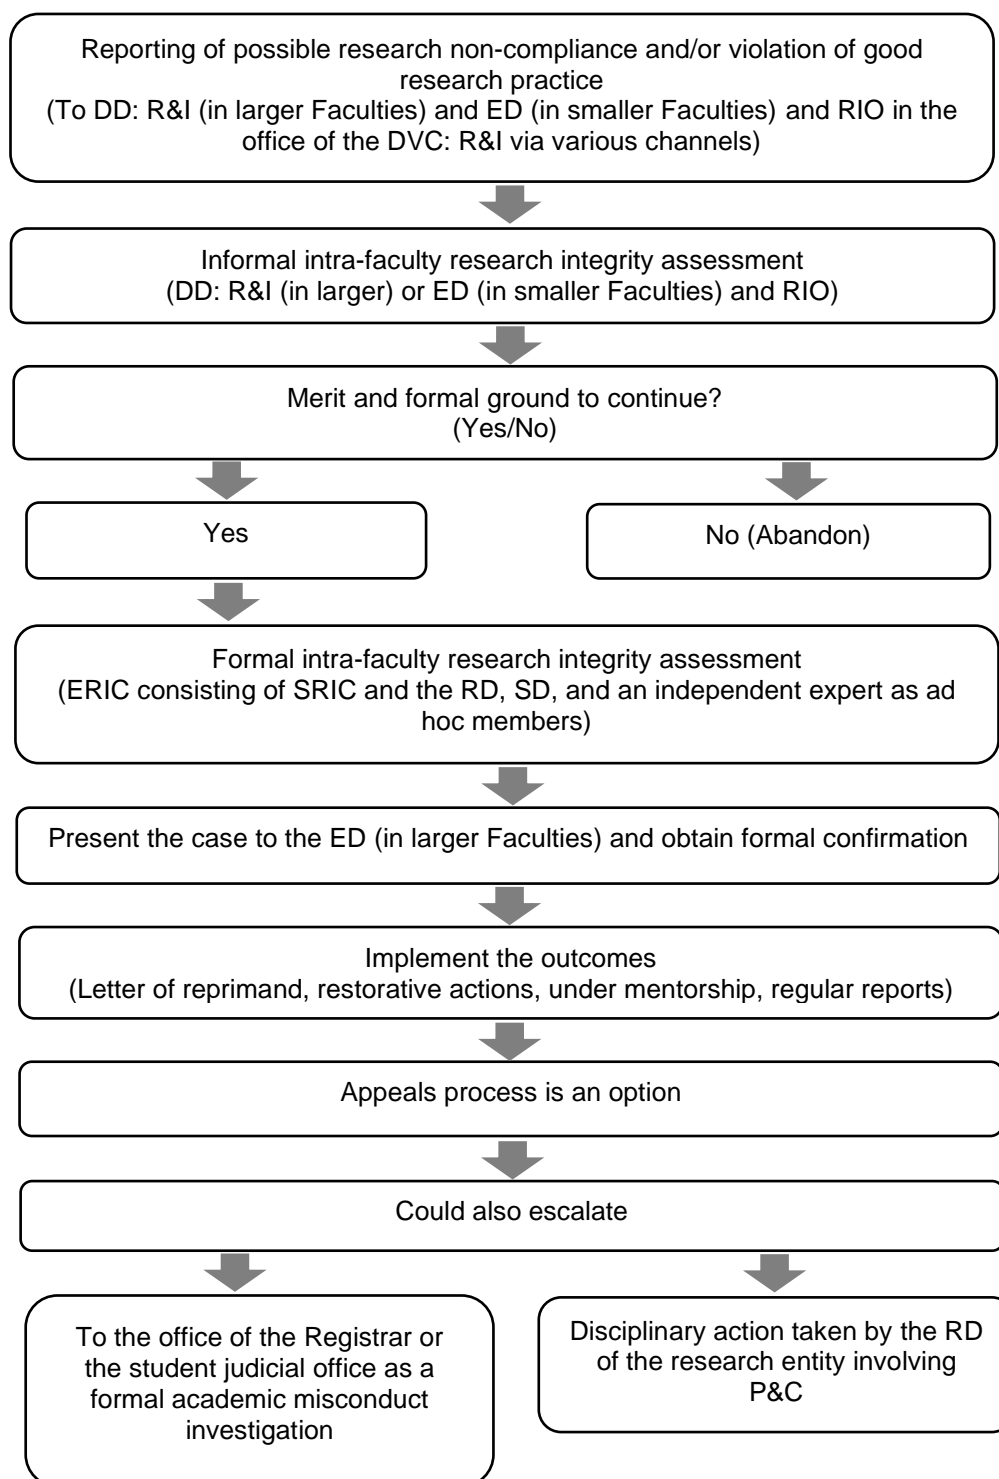 Reporting of possible research non-compliance and/or violation of good
research practice
(To DD: R&I (in larger Faculties) and ED (in smaller Faculties) and RIO in the
office of the DVC: R&I via various channels)
Informal intra-faculty research integrity assessment
(DD: R&I (in larger) or ED (in smaller Faculties) and RIO)
Merit and formal ground to continue?
(Yes/No)
Yes
No (Abandon)
Formal intra-faculty research integrity assessment
(ERIC consisting of SRIC and the RD, SD, and an independent expert as ad
hoc members)
Present the case to the ED (in larger Faculties) and obtain formal confirmation
Implement the outcomes
(Letter of reprimand, restorative actions, under mentorship, regular reports)
Appeals process is an option
Could also escalate
To the office of the Registrar or
the student judicial office as a
formal academic misconduct
investigation
Disciplinary action taken by the RD
of the research entity involving
P&C